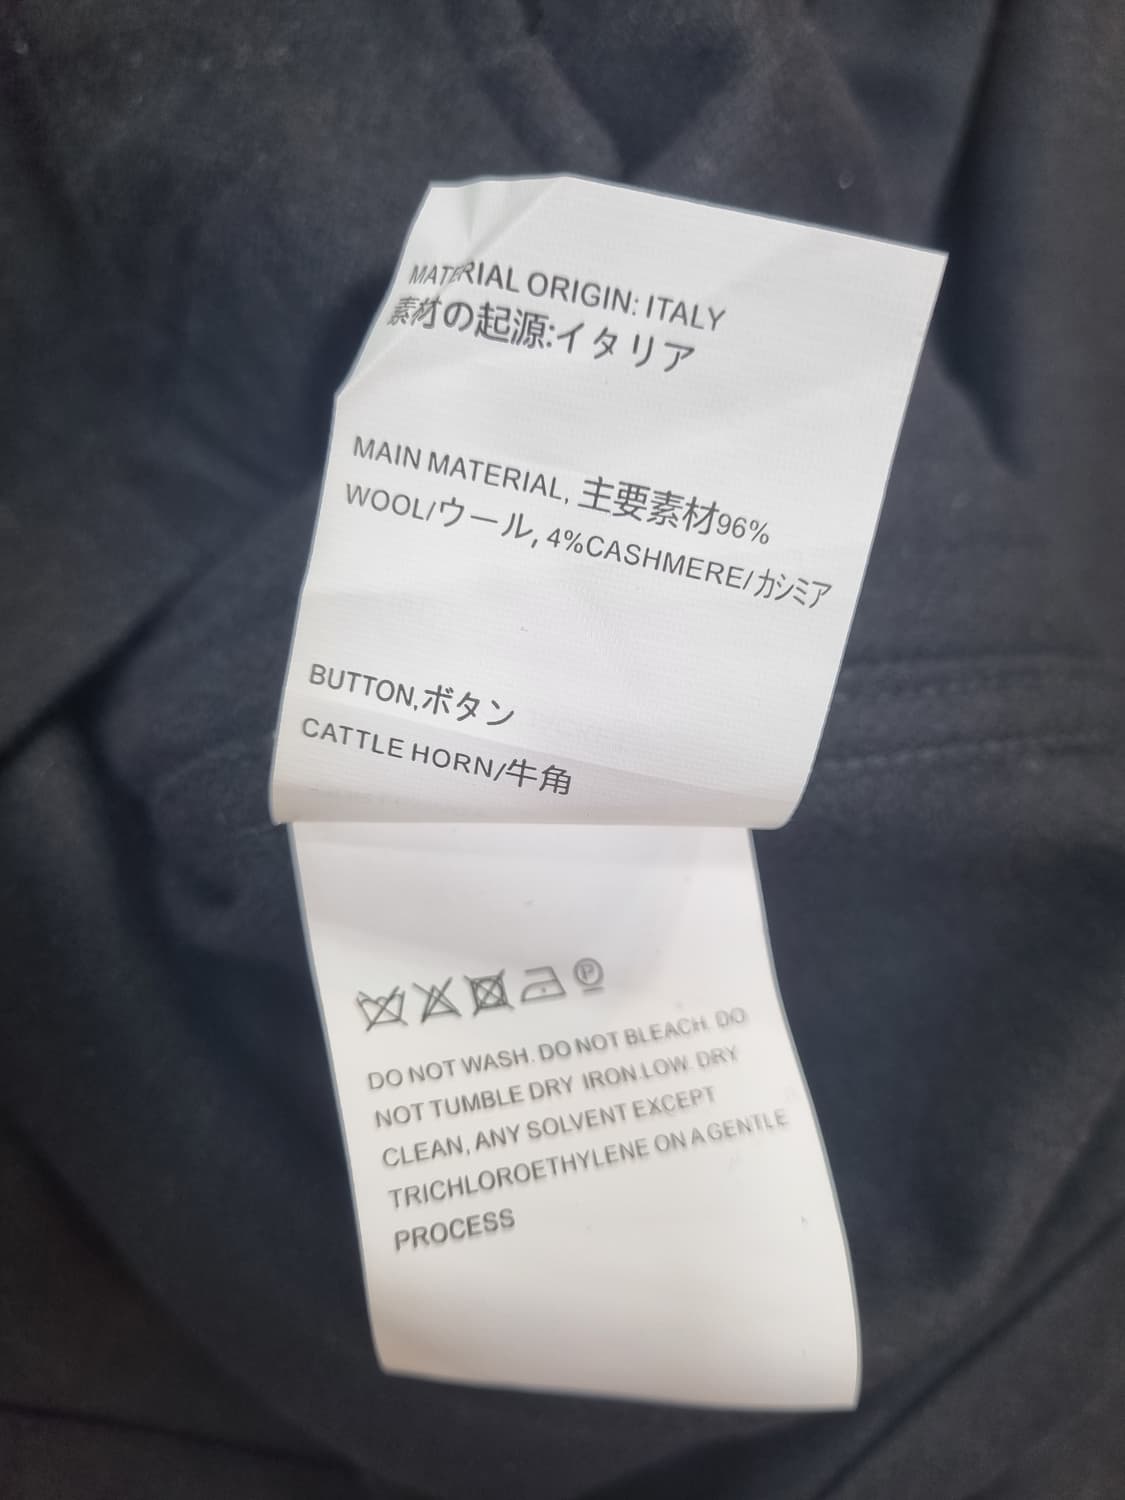 MATERIAL ORIGIN: ITALY
素材の起源:イタリア
MAIN MATERIAL, 主要素材96%
WOOL/ウール, 4%CASHMERE/カシミア
BUTTON,ボタン
CATTLE HORN/牛角
P
DO NOT WASH. DO NOT BLEACH. DO
NOT TUMBLE DRY IRON.LOW. DRY
CLEAN, ANY SOLVENT EXCEPT
TRICHLOROETHYLENE ON A GENTLE
PROCESS